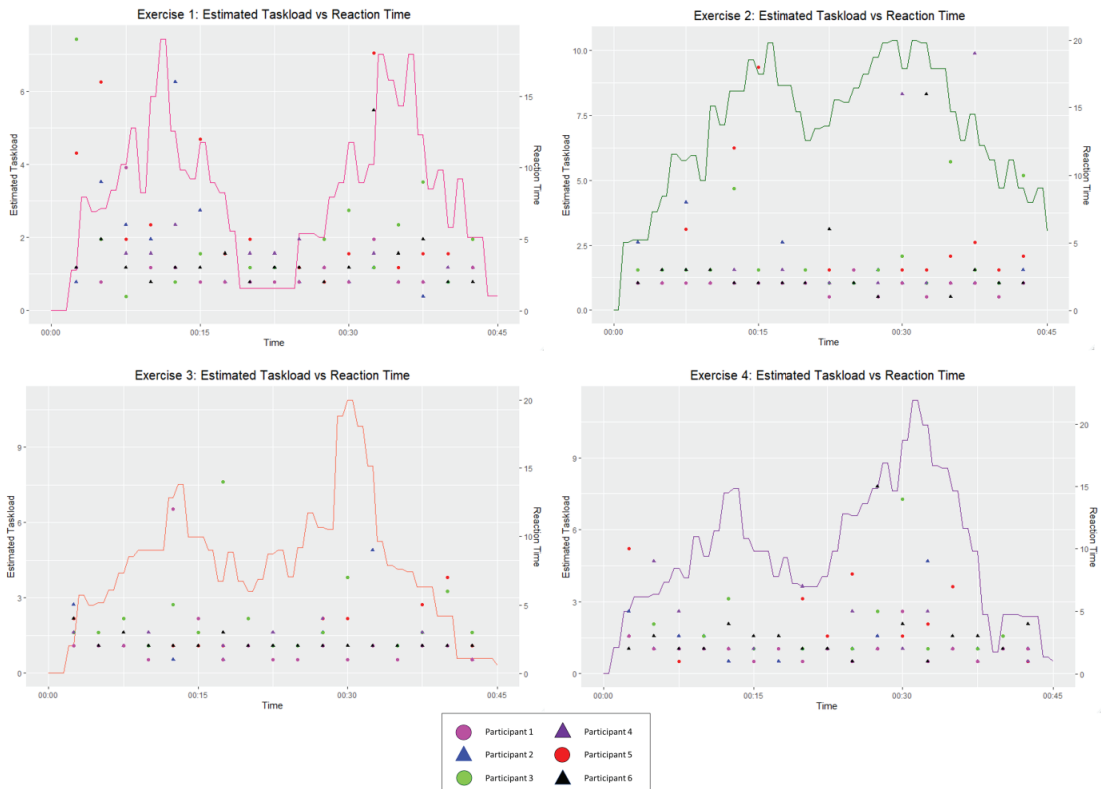 Exercise 1: Estimated Taskload vs Reaction Time
Estimated Taskload
6
4
2
0
15
10
5
0
Reaction Time
00:00
00:15
00:30
00:45
Time
Exercise 2: Estimated Taskload vs Reaction Time
Estimated Taskload
10.0
7.5
5.0
2.5
0.0
20
15
10
5
0
Reaction Time
00:00
00:15
00:30
00:45
Time
Exercise 3: Estimated Taskload vs Reaction Time
Estimated Taskload
9
6
3
0
20
15
10
5
0
Reaction Time
00:00
00:15
00:30
00:45
Time
Exercise 4: Estimated Taskload vs Reaction Time
Estimated Taskload
9
6
3
0
20
15
10
5
0
Reaction Time
00:00
00:15
00:30
00:45
Time
Participant 1
Participant 4
Participant 2
Participant 5
Participant 3
Participant 6